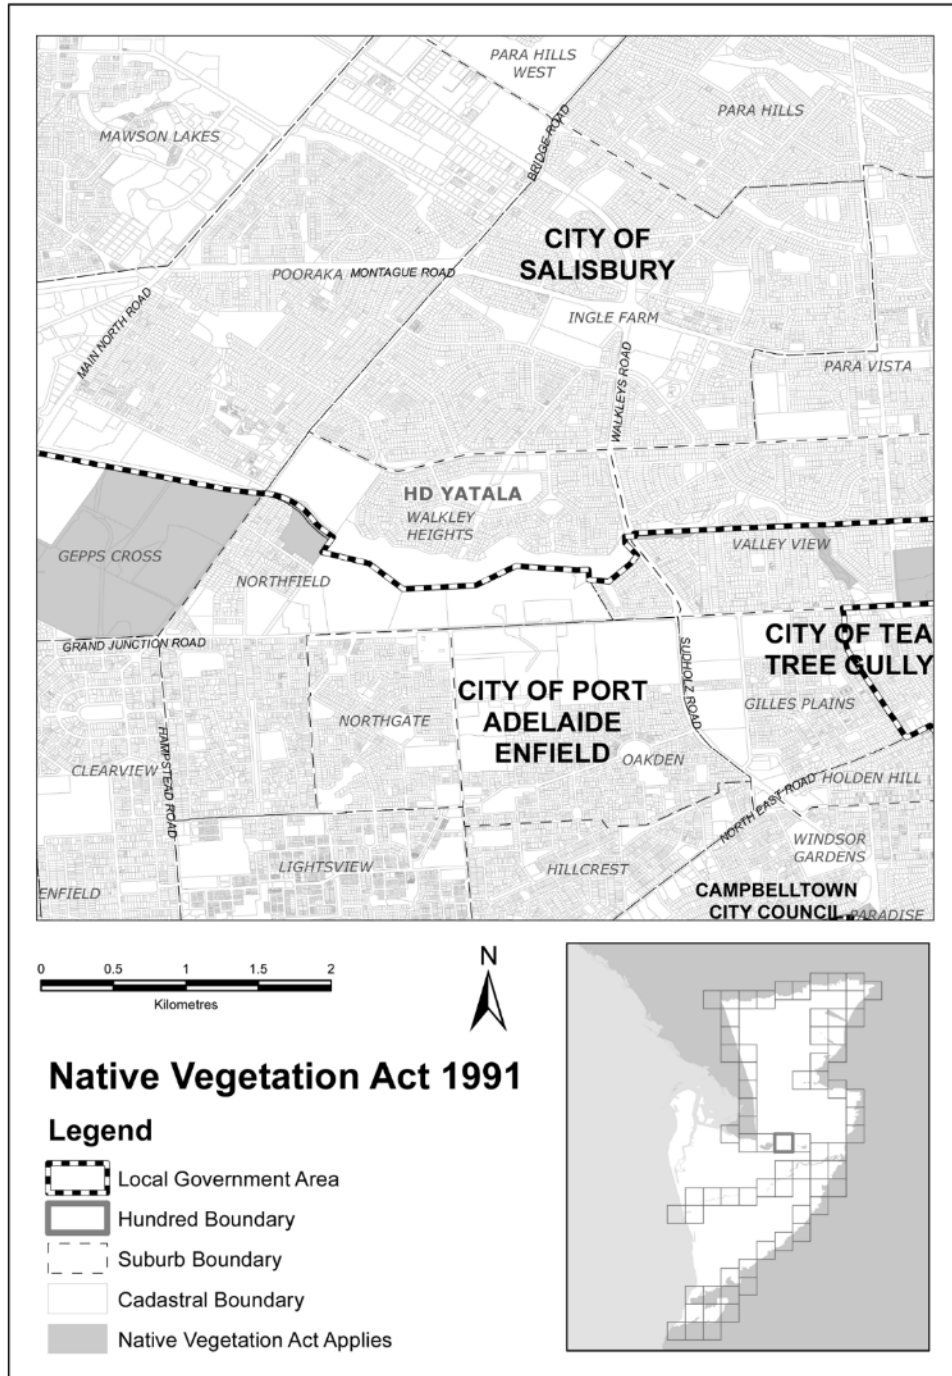 PARA HILLS
WEST
PARA HILLS
MAWSON LAKES
BRIDGE ROAD
CITY OF
SALISBURY
POORAKA
MONTAGUE ROAD
MAIN NORTH ROAD
INGLE FARM
WALKLEYS ROAD
PARA VISTA
HD YATALA
WALKLEY
HEIGHTS
GEPPS CROSS
VALLEY VIEW
NORTHFIELD
GRAND JUNCTION ROAD
CITY OF TEA
TREE GULLY
SUDHOLZ ROAD
CITY OF PORT
ADELAIDE
ENFIELD
GILLES PLAINS
NORTHGATE
OAKDEN
CLEARVIEW
HAMPSTEAD ROAD
HOLDEN HILL
NORTH EAST ROAD
WINDSOR
GARDENS
LIGHTSVIEW
HILLCREST
ENFIELD
CAMPBELLTOWN
CITY COUNCIL
PARADISE
0 0.5 1 1.5 2
Kilometres
N
Native Vegetation Act 1991
Legend
Local Government Area
Hundred Boundary
Suburb Boundary
Cadastral Boundary
Native Vegetation Act Applies